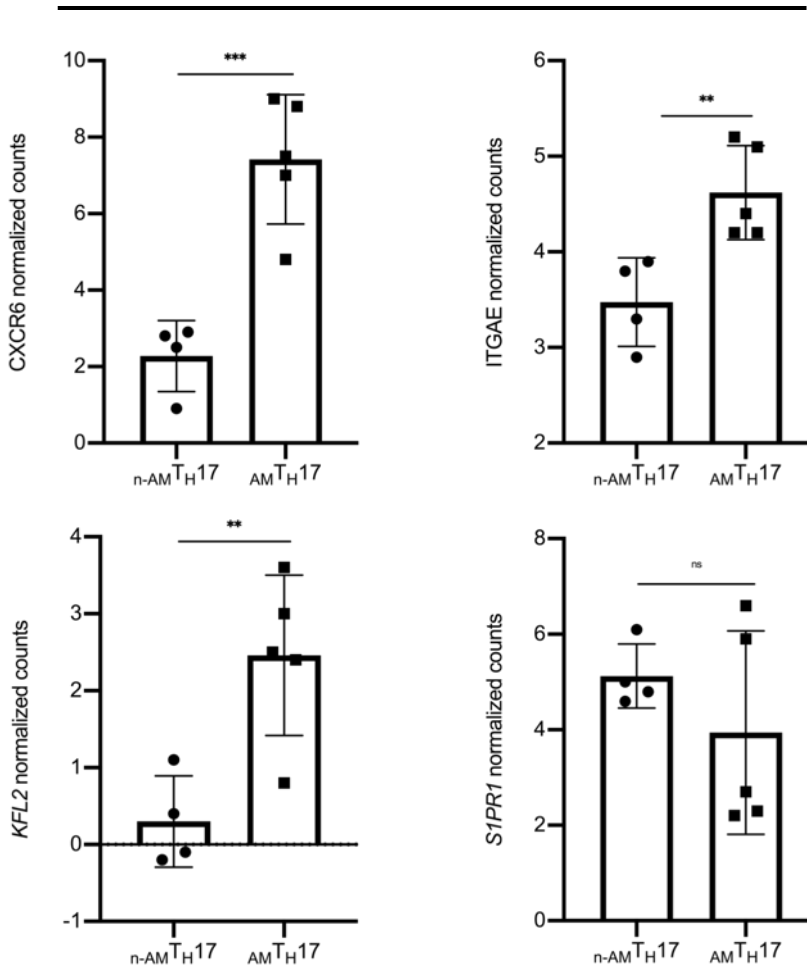 CXCR6 normalized counts
10
8
6
4
2
0
***
n-AMTH17
AMTH17
ITGAE normalized counts
6
5
4
3
2
**
n-AMTH17
AMTH17
KFL2 normalized counts
4
3
2
1
0
-1
**
n-AMTH17
AMTH17
S1PR1 normalized counts
8
6
4
2
0
ns
n-AMTH17
AMTH17